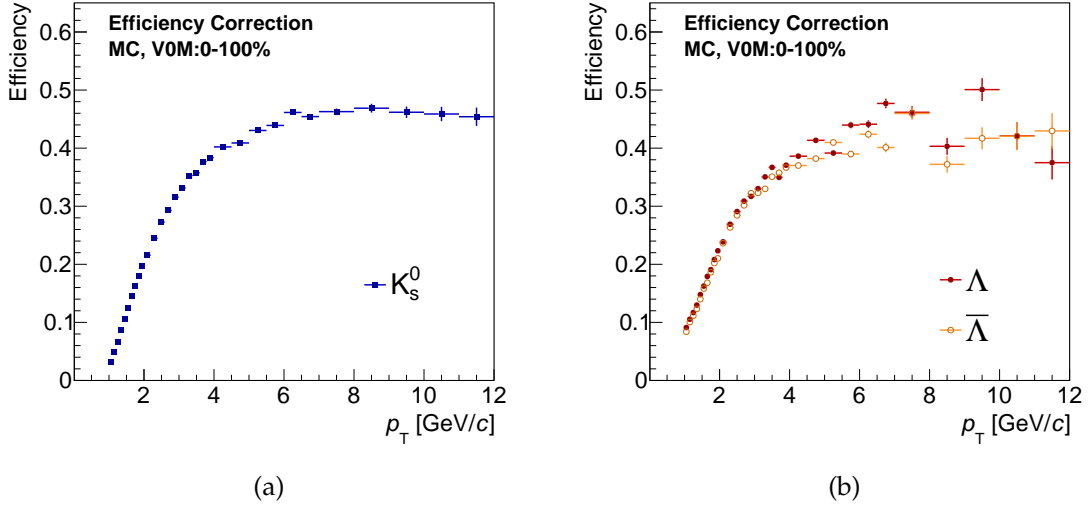 Efficiency
0.6
0.5
0.4
0.3
0.2
0.1
0
Efficiency Correction
MC, V0M:0-100%
K⁰ₛ
2 4 6 8 10 12
p_T [GeV/c]
(a)
Efficiency
0.6
0.5
0.4
0.3
0.2
0.1
0
Efficiency Correction
MC, V0M:0-100%
Λ
Λ̅
2 4 6 8 10 12
p_T [GeV/c]
(b)